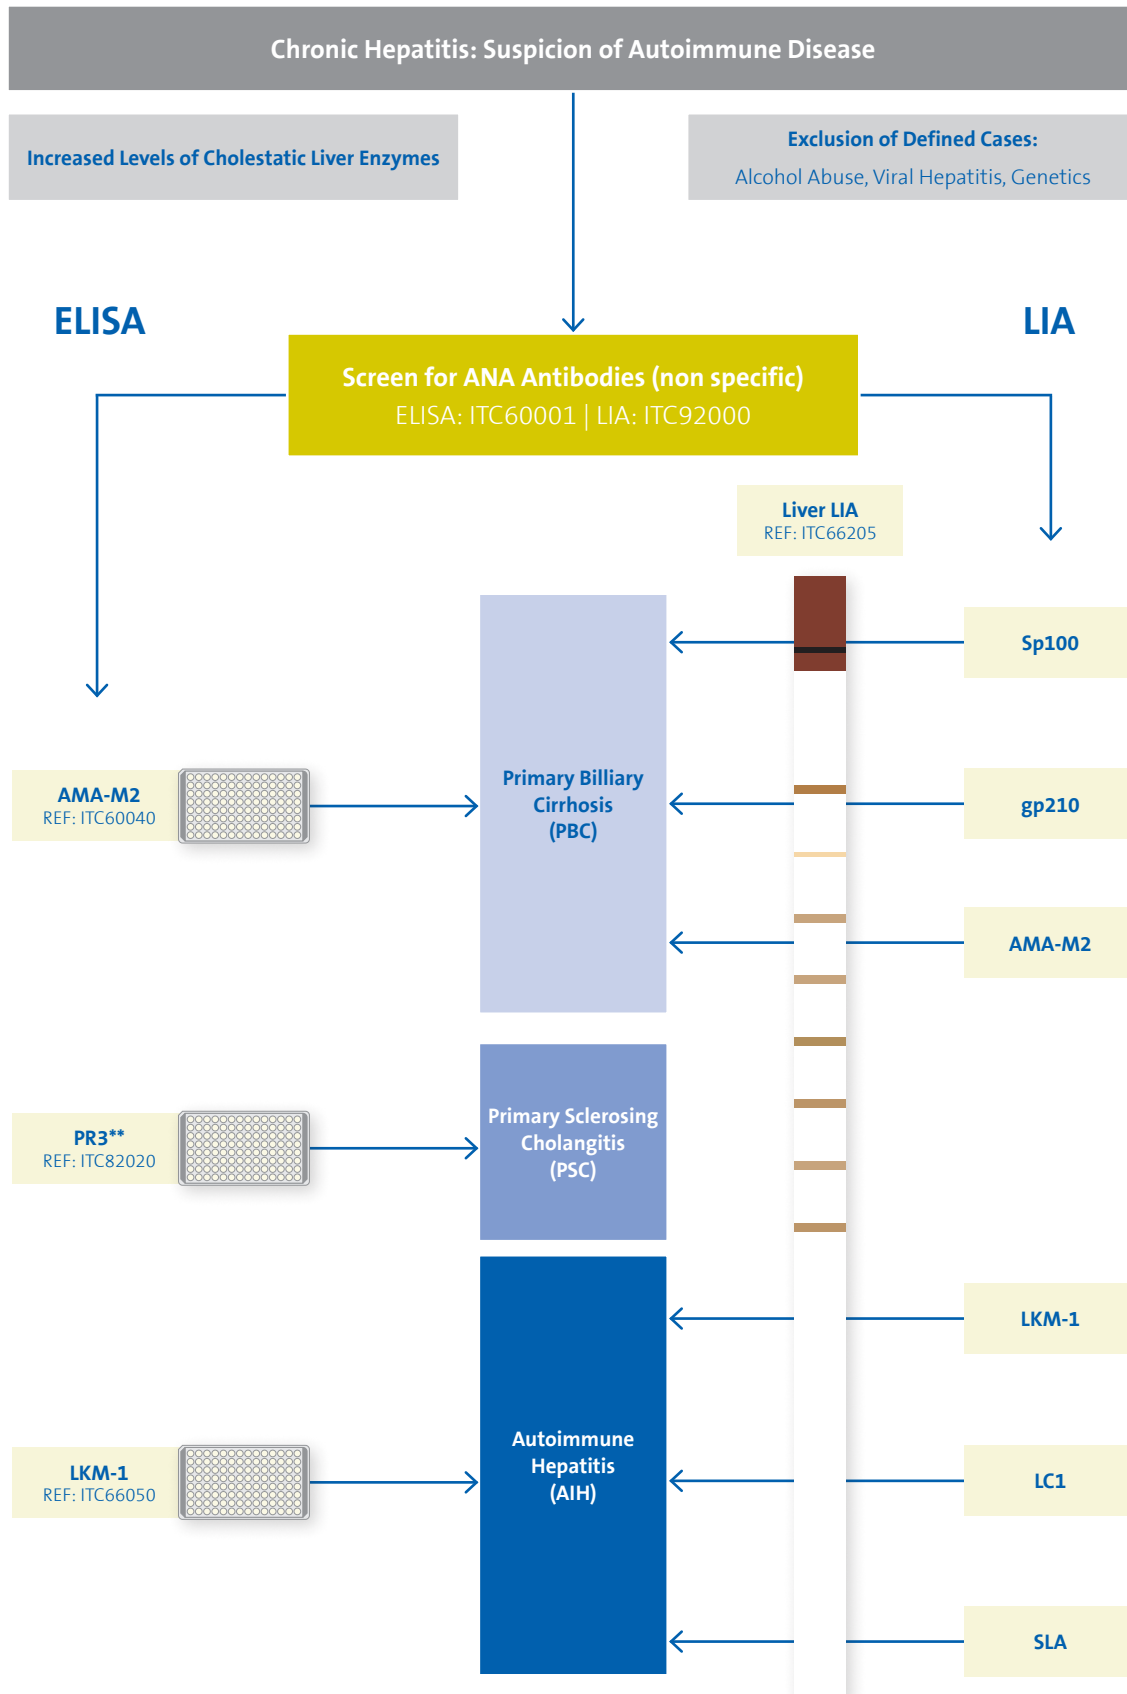 Chronic Hepatitis: Suspicion of Autoimmune Disease
Increased Levels of Cholestatic Liver Enzymes
Exclusion of Defined Cases:
Alcohol Abuse, Viral Hepatitis, Genetics
ELISA
LIA
Screen for ANA Antibodies (non specific)
ELISA: ITC60001 | LIA: ITC92000
Liver LIA
REF: ITC66205
Sp100
AMA-M2
REF: ITC60040
Primary Billiary
Cirrhosis
(PBC)
gp210
AMA-M2
PR3**
REF: ITC82020
Primary Sclerosing
Cholangitis
(PSC)
LKM-1
LKM-1
REF: ITC66050
Autoimmune
Hepatitis
(AIH)
LC1
SLA